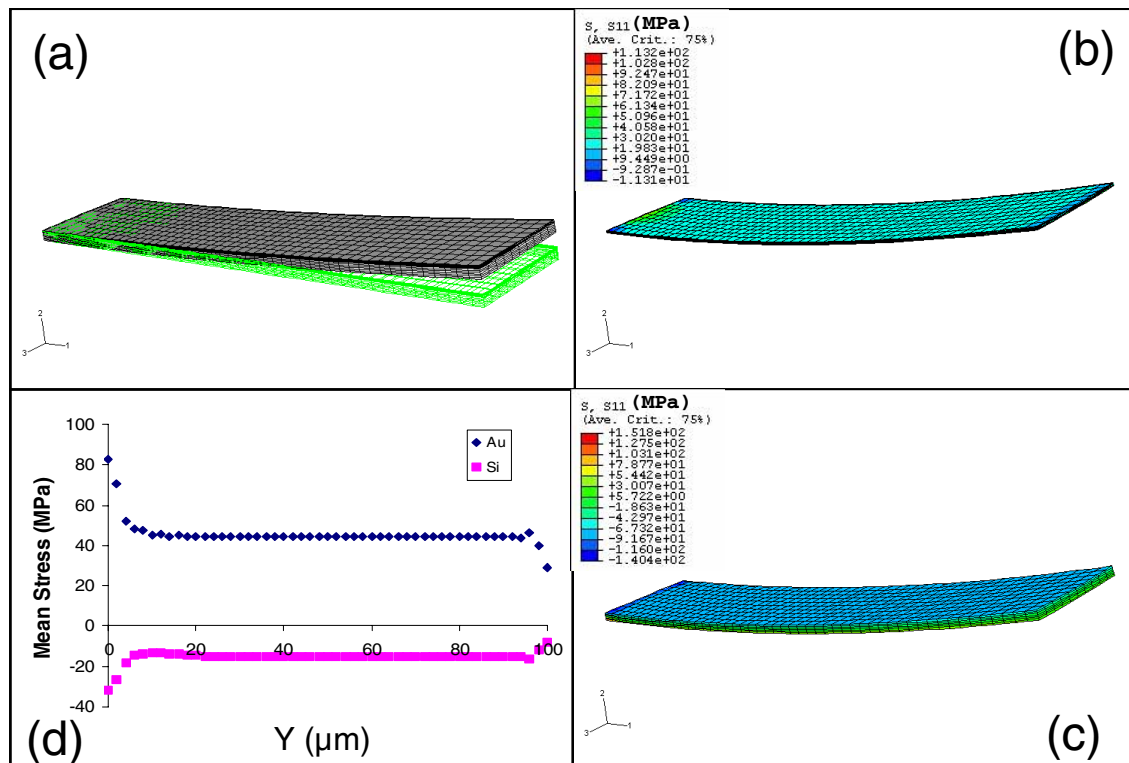 (a)
2
3
1
S, S11 (MPa)
(Ave. Crit.: 75%)
+1.132e+02
+1.028e+02
+9.247e+01
+8.209e+01
+7.172e+01
+6.134e+01
+5.096e+01
+4.058e+01
+3.020e+01
+1.983e+01
+9.449e+00
-9.287e-01
-1.131e+01
(b)
2
3
1
100
80
60
40
20
0
-20
-40
0
20
40
60
80
100
Mean Stress (MPa)
Au
Si
(d)
Y (µm)
S, S11 (MPa)
(Ave. Crit.: 75%)
+1.518e+02
+1.275e+02
+1.031e+02
+7.877e+01
+5.442e+01
+3.007e+01
+5.722e+00
-1.863e+01
-4.297e+01
-6.732e+01
-9.167e+01
-1.160e+02
-1.404e+02
2
3
1
(c)